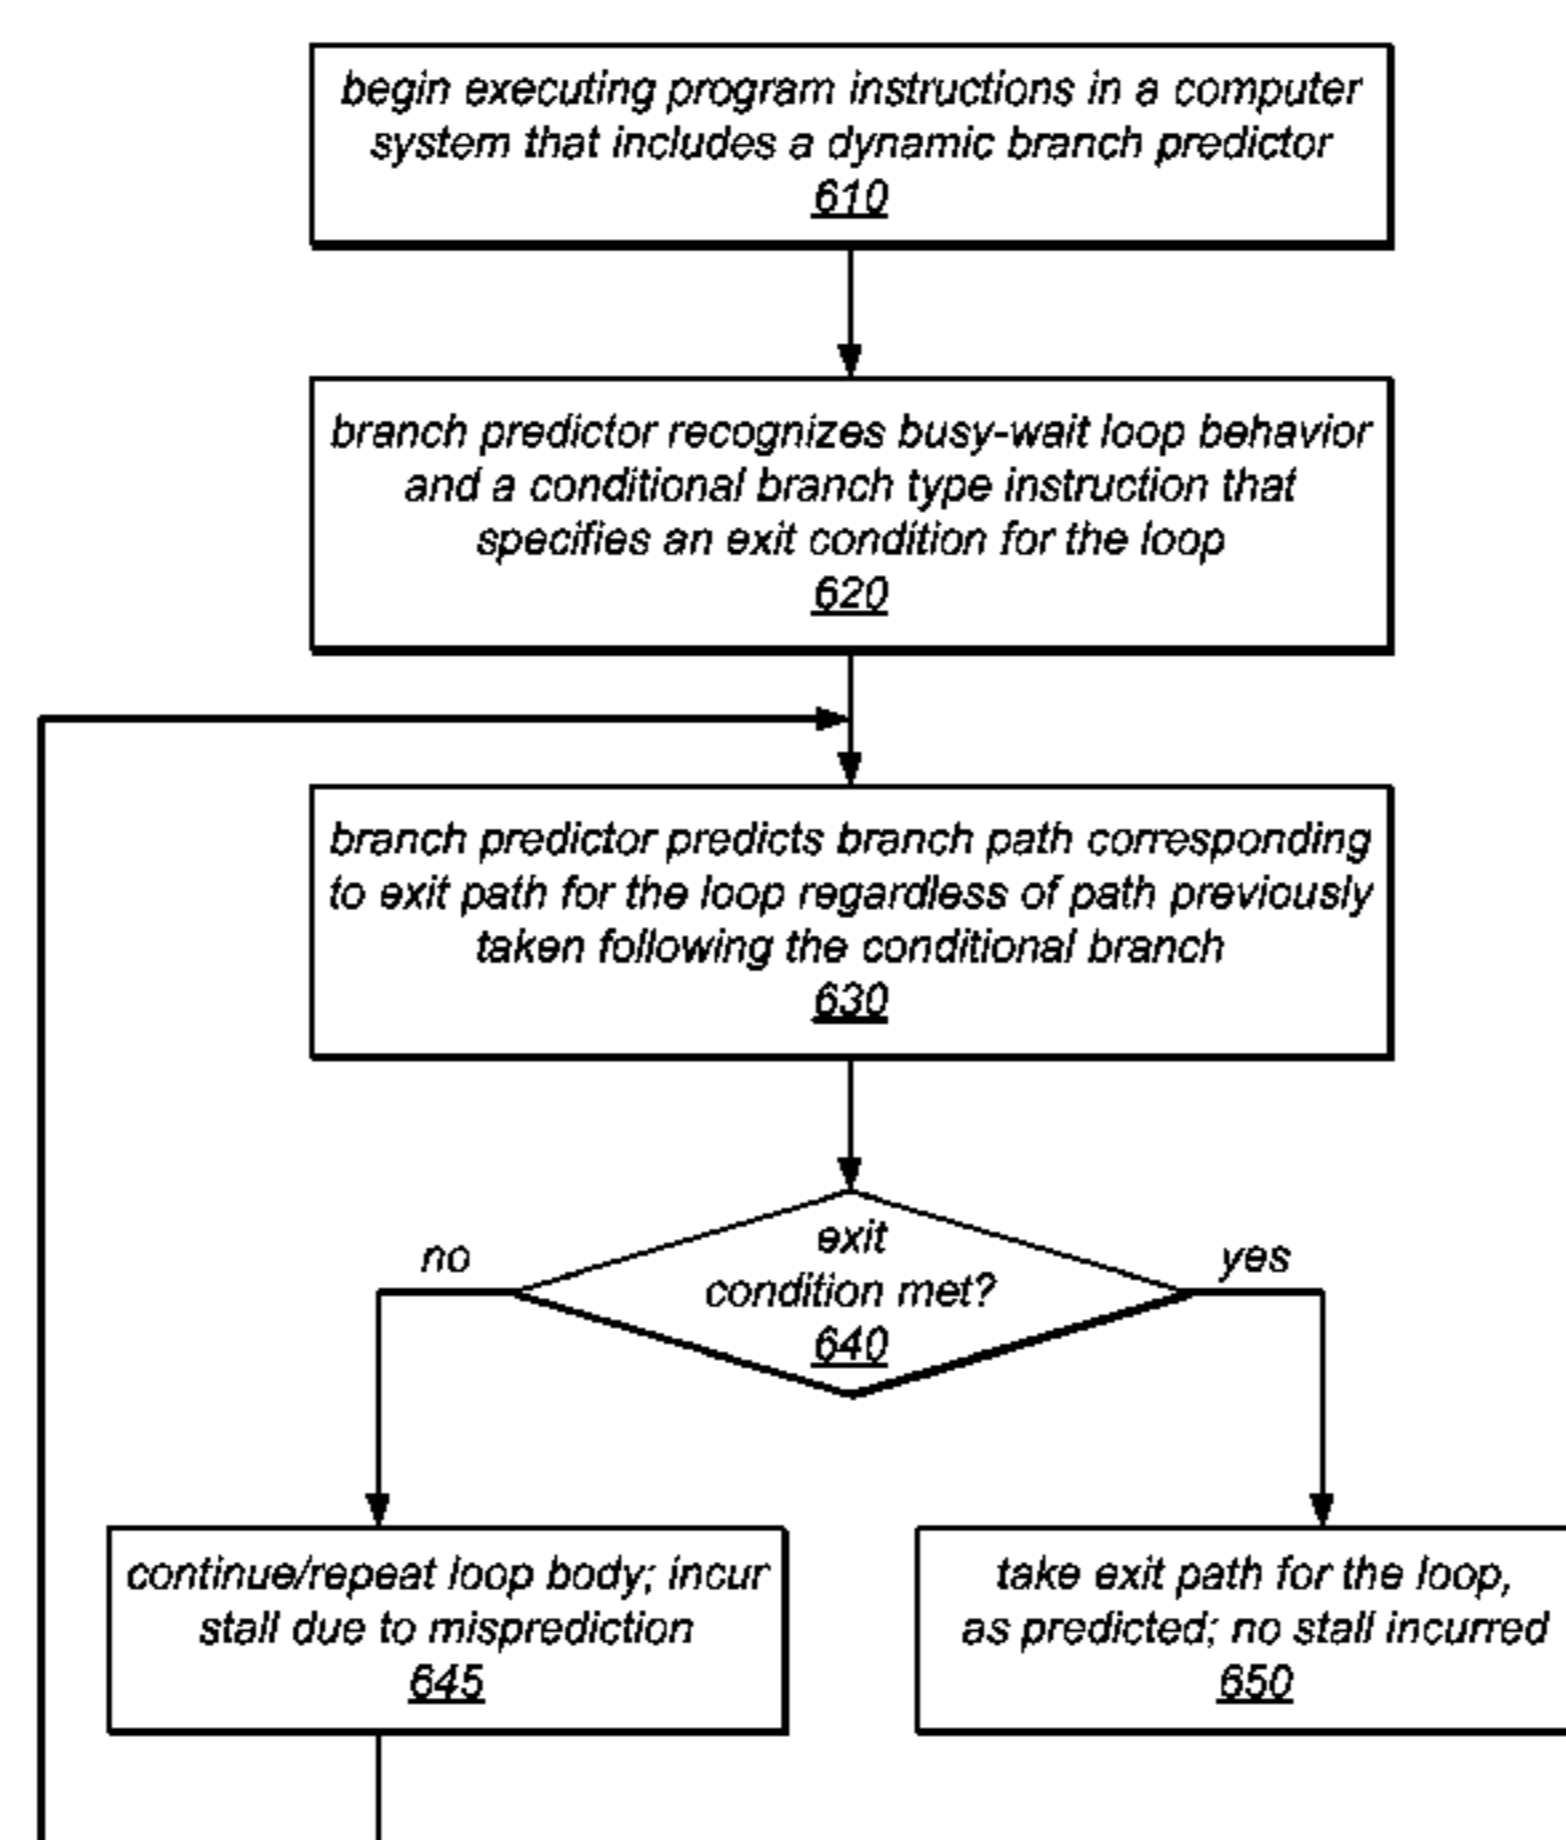 begin executing program instructions in a computer
system that includes a dynamic branch predictor
610
branch predictor recognizes busy-wait loop behavior
and a conditional branch type instruction that
specifies an exit condition for the loop
620
branch predictor predicts branch path corresponding
to exit path for the loop regardless of path previously
taken following the conditional branch
630
exit
condition met?
640
no
yes
continue/repeat loop body; incur
stall due to misprediction
645
take exit path for the loop,
as predicted; no stall incurred
650